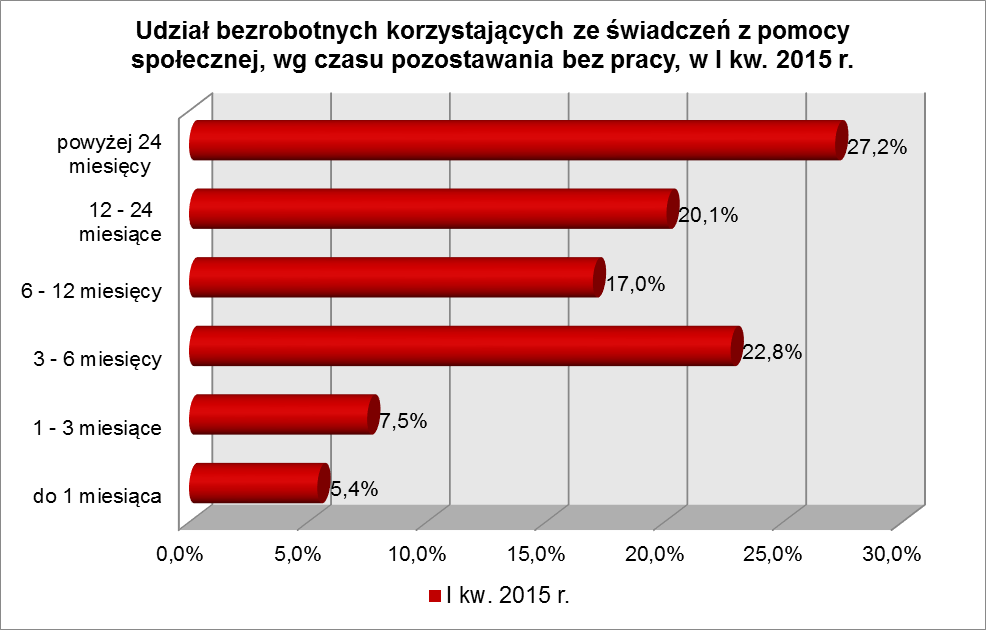 Udział bezrobotnych korzystających ze świadczeń z pomocy
społecznej, wg czasu pozostawania bez pracy, w I kw. 2015 r.
powyżej 24
miesięcy
27,2%
12 - 24
miesiące
20,1%
6 - 12 miesięcy
17,0%
3 - 6 miesięcy
22,8%
1 - 3 miesiące
7,5%
do 1 miesiąca
5,4%
0,0% 5,0% 10,0% 15,0% 20,0% 25,0% 30,0%
I kw. 2015 r.